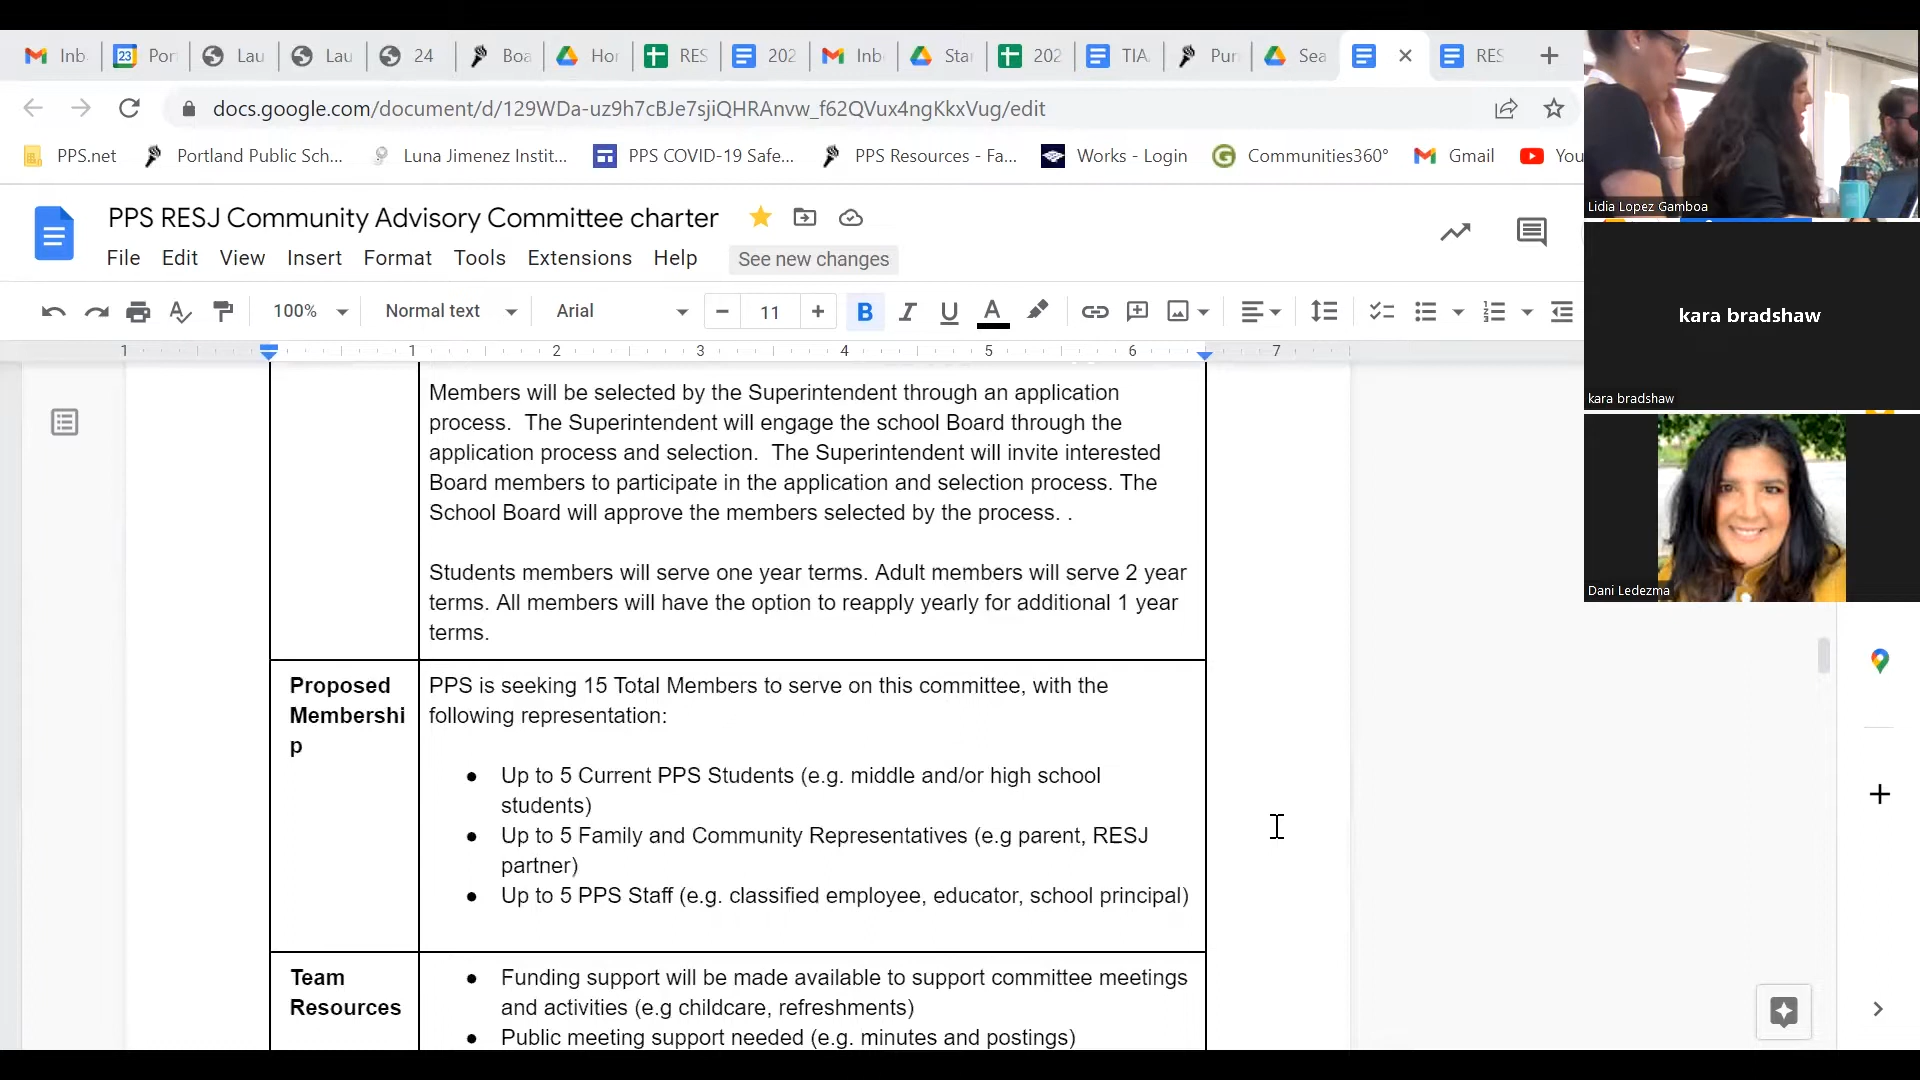 Inb
23
Por
Lau
Lau
24
Boa
Hor
RES
202
Inb
Star
202
TIA
Pur
Sea
RES
docs.google.com/document/d/129WDa-uz9h7cBJe7sjiQHRAnvw_f62QVux4ngKkxVug/edit
PPS.net
Portland Public Sch...
Luna Jimenez Instit...
PPS COVID-19 Safe...
PPS Resources - Fa...
Works - Login
Communities360°
Gmail
You
PPS RESJ Community Advisory Committee charter
File Edit View Insert Format Tools Extensions Help See new changes
100% Normal text Arial 11 B I U A
1 1 2 3 4 5 6 7
Members will be selected by the Superintendent through an application
process.  The Superintendent will engage the school Board through the
application process and selection.  The Superintendent will invite interested
Board members to participate in the application and selection process. The
School Board will approve the members selected by the process. .
Students members will serve one year terms. Adult members will serve 2 year
terms. All members will have the option to reapply yearly for additional 1 year
terms.
Proposed
Membershi
p
PPS is seeking 15 Total Members to serve on this committee, with the
following representation:
● Up to 5 Current PPS Students (e.g. middle and/or high school
students)
● Up to 5 Family and Community Representatives (e.g parent, RESJ
partner)
● Up to 5 PPS Staff (e.g. classified employee, educator, school principal)
Team
Resources
● Funding support will be made available to support committee meetings
and activities (e.g childcare, refreshments)
● Public meeting support needed (e.g. minutes and postings)
Lidia Lopez Gamboa
kara bradshaw
kara bradshaw
Dani Ledezma